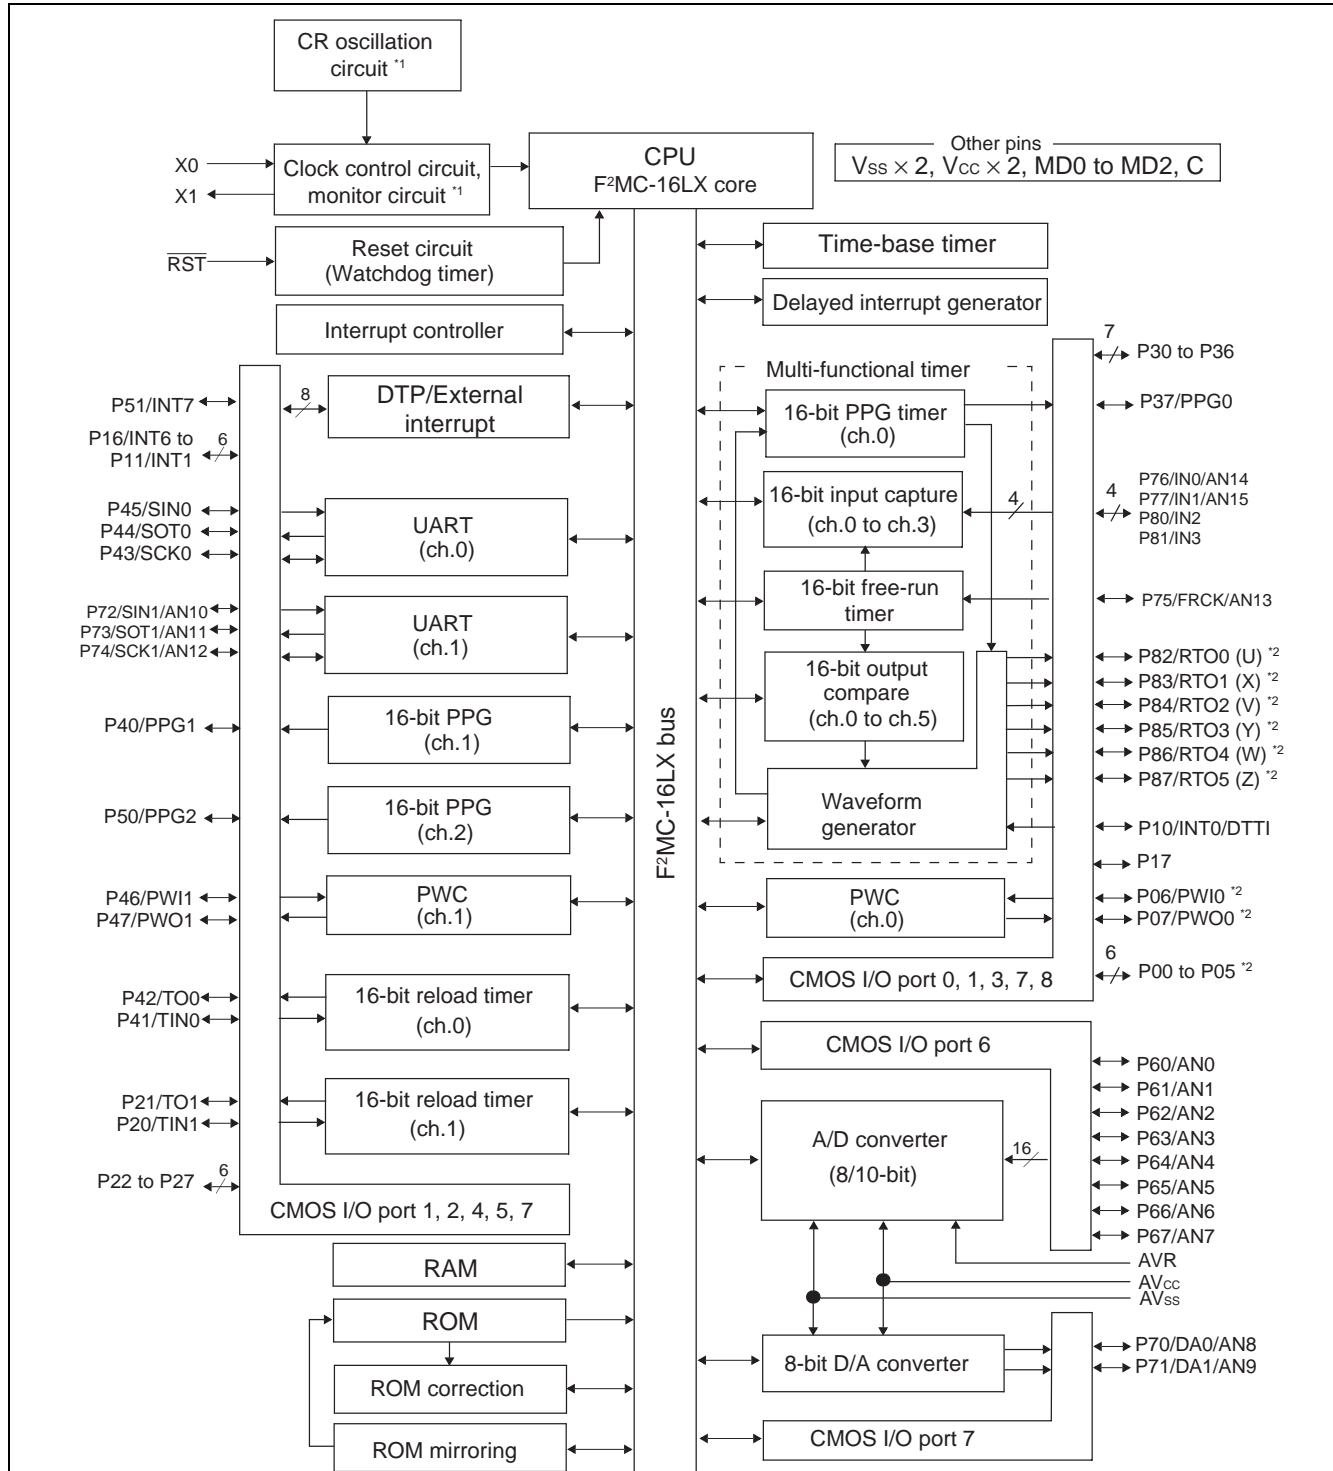 CR oscillation
circuit *1
X0
X1
Clock control circuit,
monitor circuit *1
CPU
F²MC-16LX core
Other pins
Vss × 2, Vcc × 2, MD0 to MD2, C
RST
Reset circuit
(Watchdog timer)
Interrupt controller
Time-base timer
Delayed interrupt generator
F²MC-16LX bus
P51/INT7
P16/INT6 to
P11/INT1
6
8
DTP/External
interrupt
P45/SIN0
P44/SOT0
P43/SCK0
UART
(ch.0)
P72/SIN1/AN10
P73/SOT1/AN11
P74/SCK1/AN12
UART
(ch.1)
P40/PPG1
16-bit PPG
(ch.1)
P50/PPG2
16-bit PPG
(ch.2)
P46/PWI1
P47/PWO1
PWC
(ch.1)
P42/TO0
P41/TIN0
16-bit reload timer
(ch.0)
P21/TO1
P20/TIN1
16-bit reload timer
(ch.1)
P22 to P27
6
CMOS I/O port 1, 2, 4, 5, 7
RAM
ROM
ROM correction
ROM mirroring
Multi-functional timer
16-bit PPG timer
(ch.0)
16-bit input capture
(ch.0 to ch.3)
4
16-bit free-run
timer
16-bit output
compare
(ch.0 to ch.5)
Waveform
generator
PWC
(ch.0)
CMOS I/O port 0, 1, 3, 7, 8
7
P30 to P36
P37/PPG0
4
P76/IN0/AN14
P77/IN1/AN15
P80/IN2
P81/IN3
P75/FRCK/AN13
P82/RTO0 (U) *2
P83/RTO1 (X) *2
P84/RTO2 (V) *2
P85/RTO3 (Y) *2
P86/RTO4 (W) *2
P87/RTO5 (Z) *2
P10/INT0/DTTI
P17
P06/PWI0 *2
P07/PWO0 *2
6
P00 to P05 *2
CMOS I/O port 6
A/D converter
(8/10-bit)
16
P60/AN0
P61/AN1
P62/AN2
P63/AN3
P64/AN4
P65/AN5
P66/AN6
P67/AN7
AVR
AVcc
AVss
8-bit D/A converter
P70/DA0/AN8
P71/DA1/AN9
CMOS I/O port 7